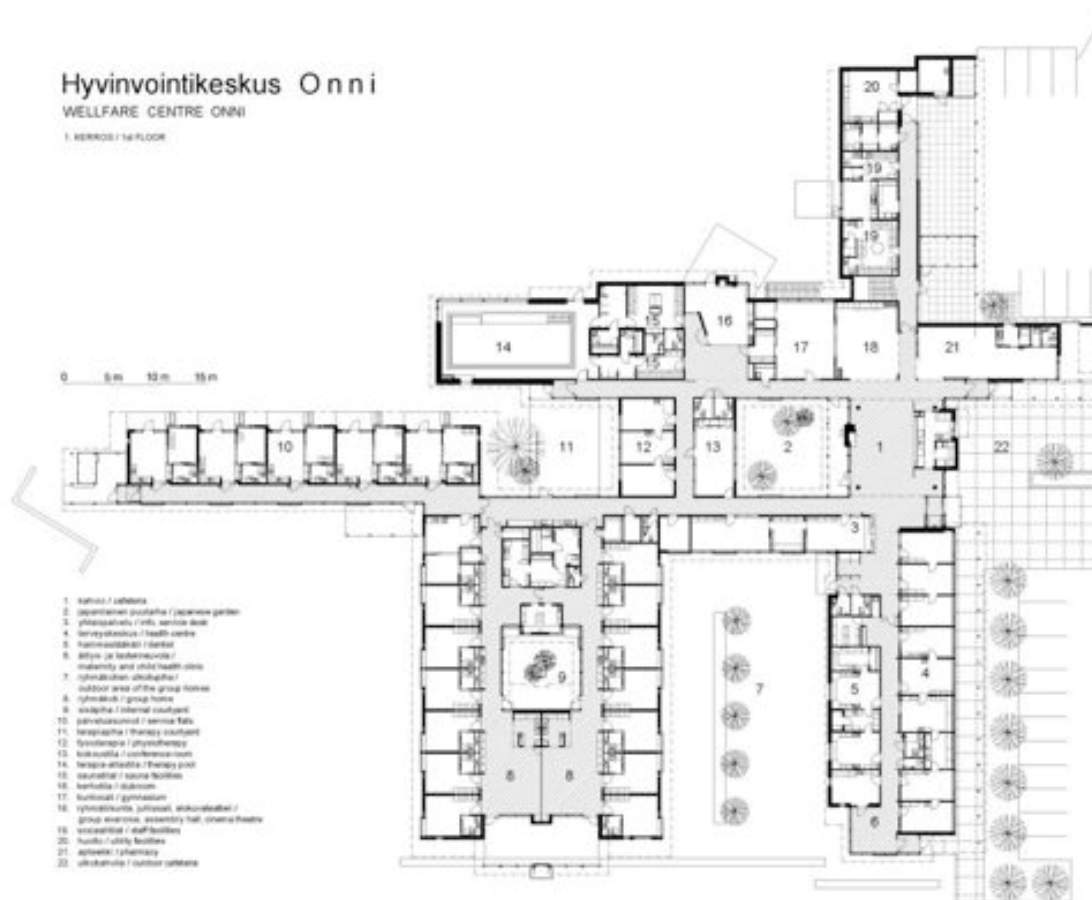 Hyvinvointikeskus Onni
WELLFARE CENTRE ONNI
1. KERROS / 1st FLOOR
20
19
19
16
15
14
15
17
18
21
0 5 m 10 m 15 m
10
11
12
13
2
1
22
3
9
7
5
4
8
8
6
1. kahvio / cafeteria
2. japanilainen puutarha / japanese garden
3. yhteispalvelu / info, service desk
4. terveyskeskus / health centre
5. hammaslääkäri / dentist
6. äitiys- ja lastenneuvola /
maternity and child health clinic
7. ryhmäkotien ulkopiha /
outdoor area of the group homes
8. ryhmäkoti / group home
9. sisäpiha / internal courtyard
10. palveluasunnot / service flats
11. terapiapiha / therapy courtyard
12. fysioterapia / physiotherapy
13. kokoustila / conference room
14. terapia-allastila / therapy pool
15. saunatilat / sauna facilities
16. kerhotila / clubroom
17. kuntosali / gymnasium
18. ryhmäliikunta, juhlasali, elokuvateatteri /
group exercise, assembly hall, cinema theatre
19. sosiaalitilat / staff facilities
20. huolto / utility facilities
21. apteekki / pharmacy
22. ulkokahvila / outdoor cafeteria